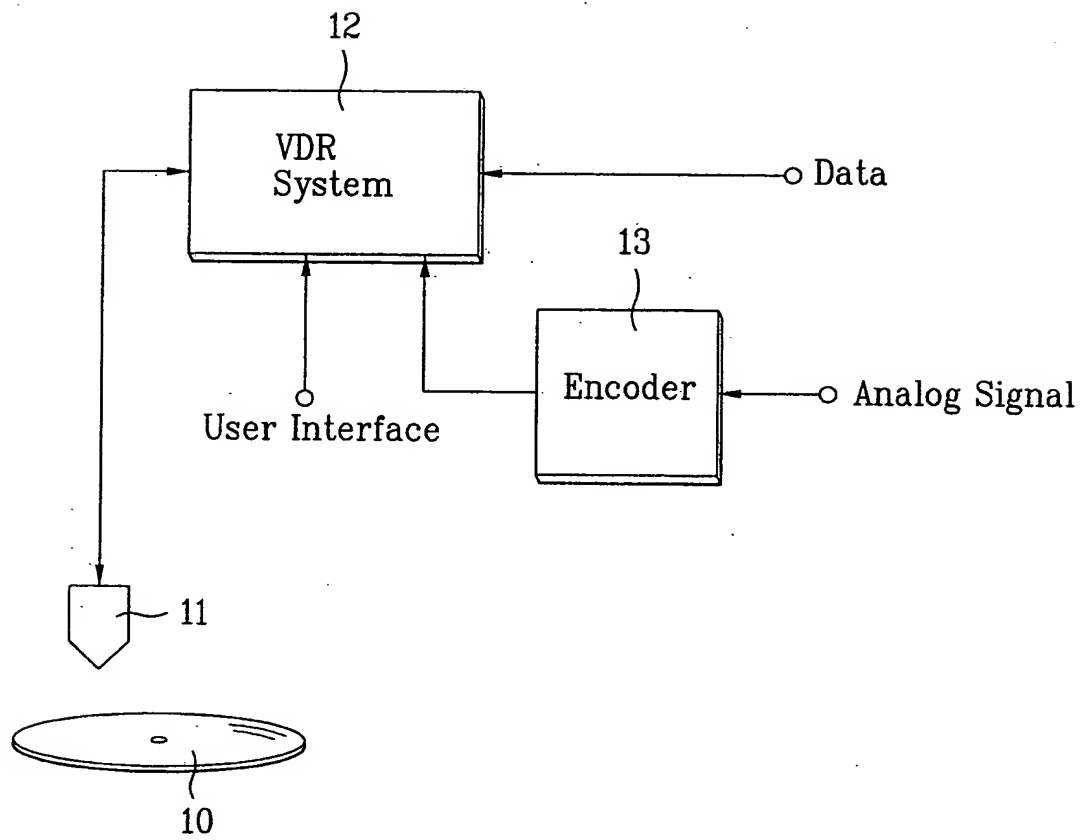 12
VDR
System
Data
13
Encoder
Analog Signal
User Interface
11
10